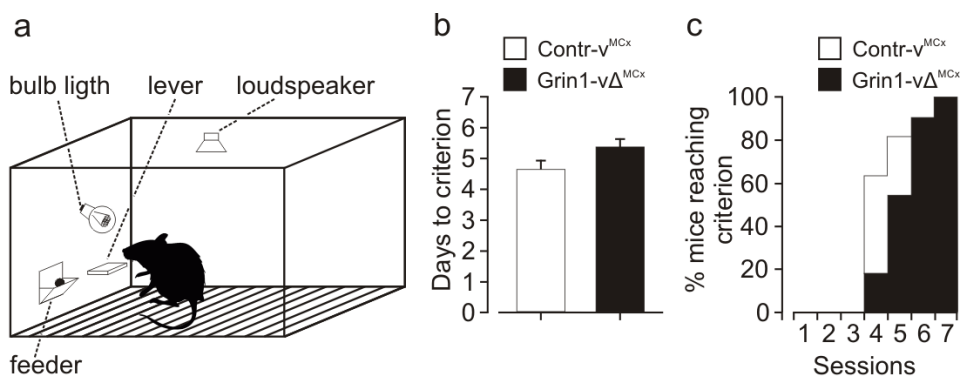 a
bulb ligth
lever
loudspeaker
feeder
b
Contr-vᴹᶜˣ
Grin1-vΔᴹᶜˣ
Days to criterion
7
6
5
4
3
2
1
0
c
Contr-vᴹᶜˣ
Grin1-vΔᴹᶜˣ
% mice reaching
criterion
100
80
60
40
20
0
1 2 3 4 5 6 7
Sessions